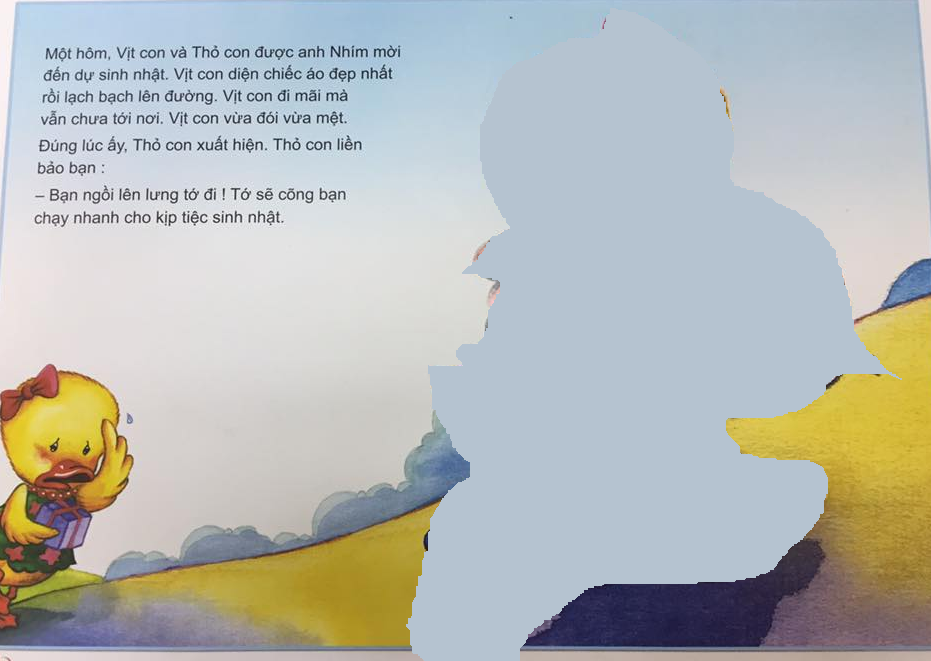 Một hôm, Vịt con và Thỏ con được anh Nhím mời
đến dự sinh nhật. Vịt con diện chiếc áo đẹp nhất
rồi lạch bạch lên đường. Vịt con đi mãi mà
vẫn chưa tới nơi. Vịt con vừa đói vừa mệt.
Đúng lúc ấy, Thỏ con xuất hiện. Thỏ con liền
bảo bạn :
– Bạn ngồi lên lưng tớ đi ! Tớ sẽ cõng bạn
chạy nhanh cho kịp tiệc sinh nhật.